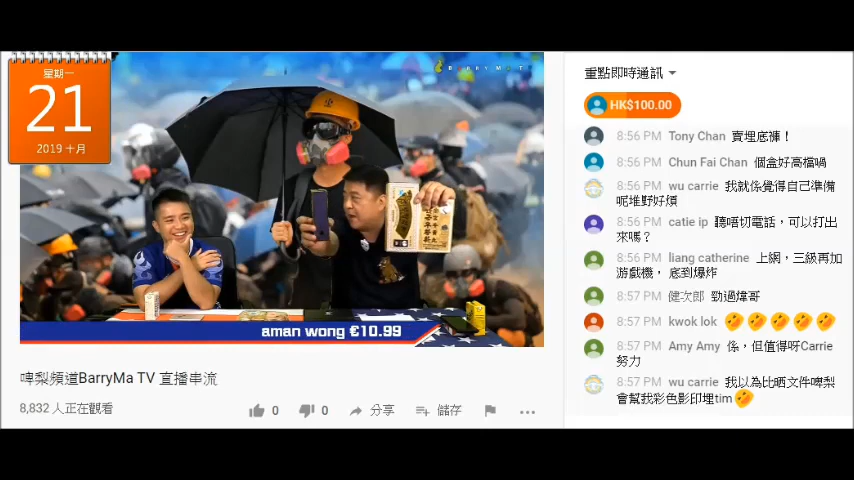 星期一
21
2019 十月
BARRYMATV
aman wong €10.99
啤梨頻道BarryMa TV 直播串流
8,832 人正在觀看
0
0
分享
儲存
重點即時通訊
HK$100.00
8:56 PM Tony Chan 賣埋底褲！
8:56 PM Chun Fai Chan 個盒好高檔喎
8:56 PM wu carrie 我就係覺得自己準備
呢堆野好煩
8:56 PM catie ip 聽唔切電話，可以打出
來嗎？
8:56 PM liang catherine 上網，三級再加
游戲機， 底到爆炸
8:57 PM 健次郎 勁過煒哥
8:57 PM kwok lok
8:57 PM Amy Amy 係，但值得呀Carrie
努力
8:57 PM wu carrie 我以為比晒文件啤梨
會幫我彩色影印埋tim